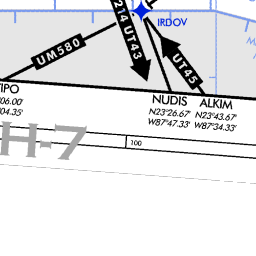 IRDOV
214 UT43
UM580
UT45
TIPO
NUDIS ALKIM
06.00' N23°26.67' N23°43.67'
04.35' W87°47.33' W87°34.33'
H-7
100